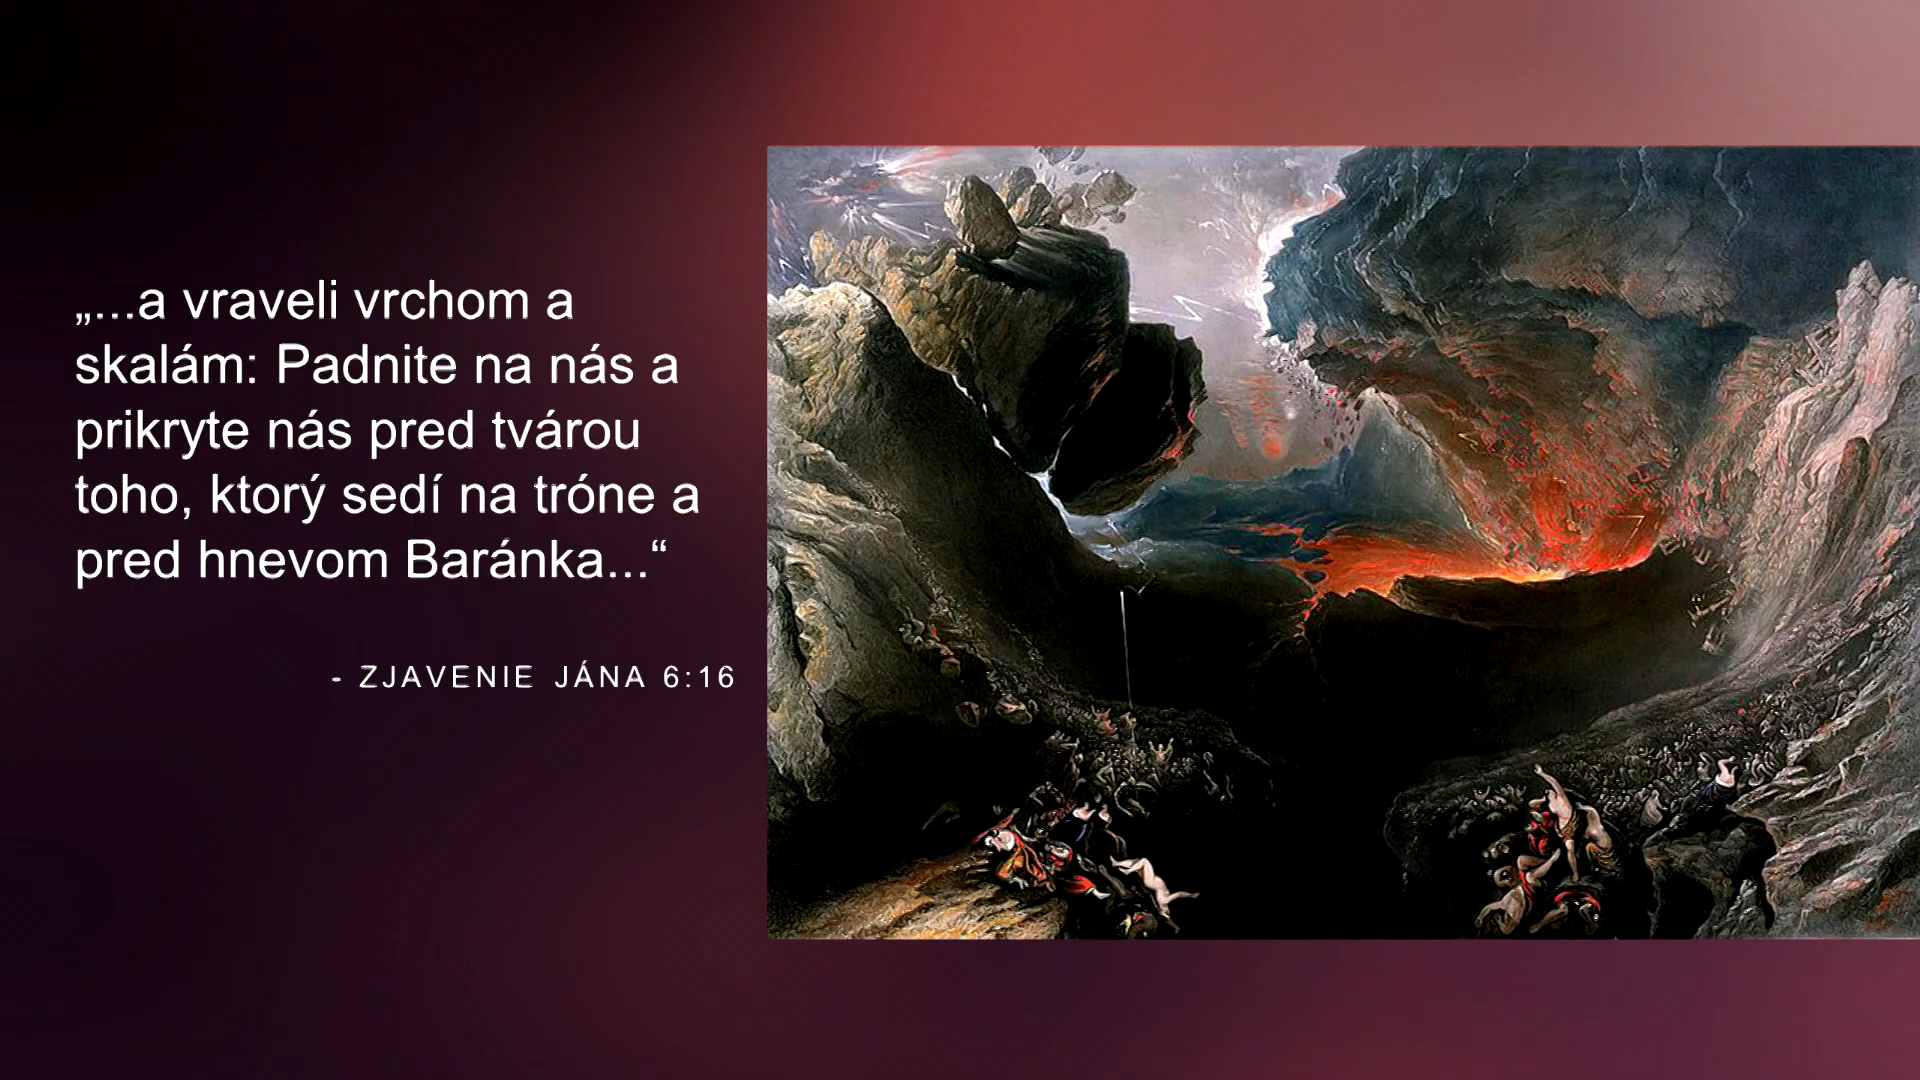 „...a vraveli vrchom a
skalám: Padnite na nás a
prikryte nás pred tvárou
toho, ktorý sedí na tróne a
pred hnevom Baránka...“
- ZJAVENIE JÁNA 6:16